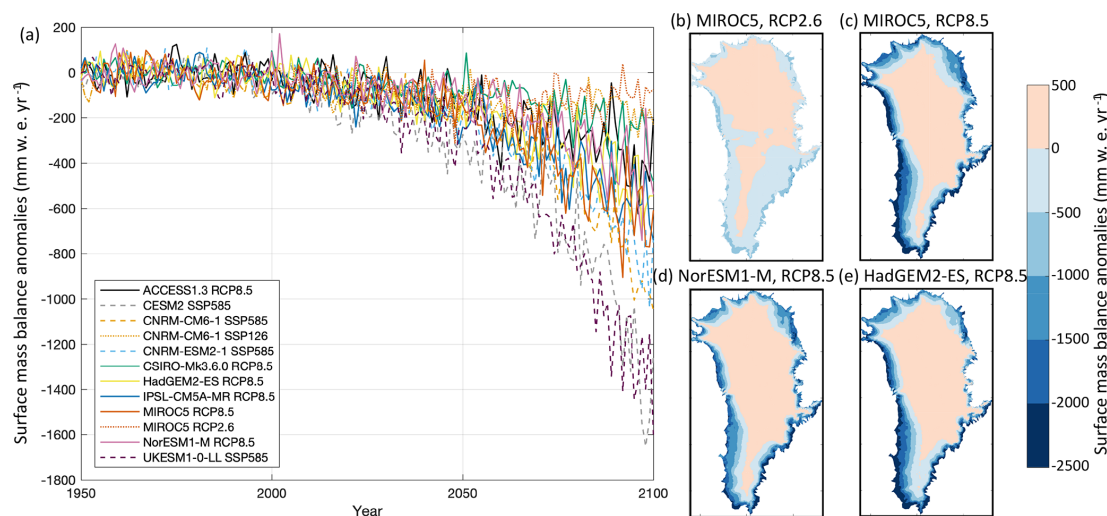 (a)
Surface mass balance anomalies (mm w. e. yr⁻¹)
200
0
-200
-400
-600
-800
-1000
-1200
-1400
-1600
-1800
1950
2000
2050
2100
Year
ACCESS1.3 RCP8.5
CESM2 SSP585
CNRM-CM6-1 SSP585
CNRM-CM6-1 SSP126
CNRM-ESM2-1 SSP585
CSIRO-Mk3.6.0 RCP8.5
HadGEM2-ES RCP8.5
IPSL-CM5A-MR RCP8.5
MIROC5 RCP8.5
MIROC5 RCP2.6
NorESM1-M RCP8.5
UKESM1-0-LL SSP585
(b) MIROC5, RCP2.6
(c) MIROC5, RCP8.5
(d) NorESM1-M, RCP8.5
(e) HadGEM2-ES, RCP8.5
500
0
-500
-1000
-1500
-2000
-2500
Surface mass balance anomalies (mm w. e. yr⁻¹)